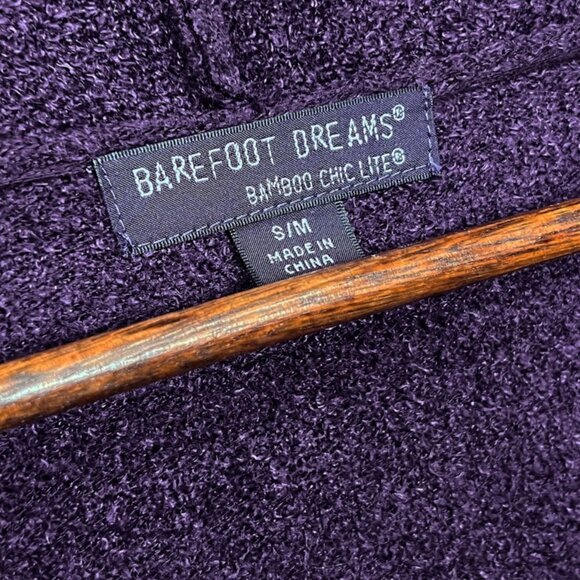 BAREFOOT DREAMS®
BAMBOO CHIC LITE®
S/M
MADE IN
CHINA